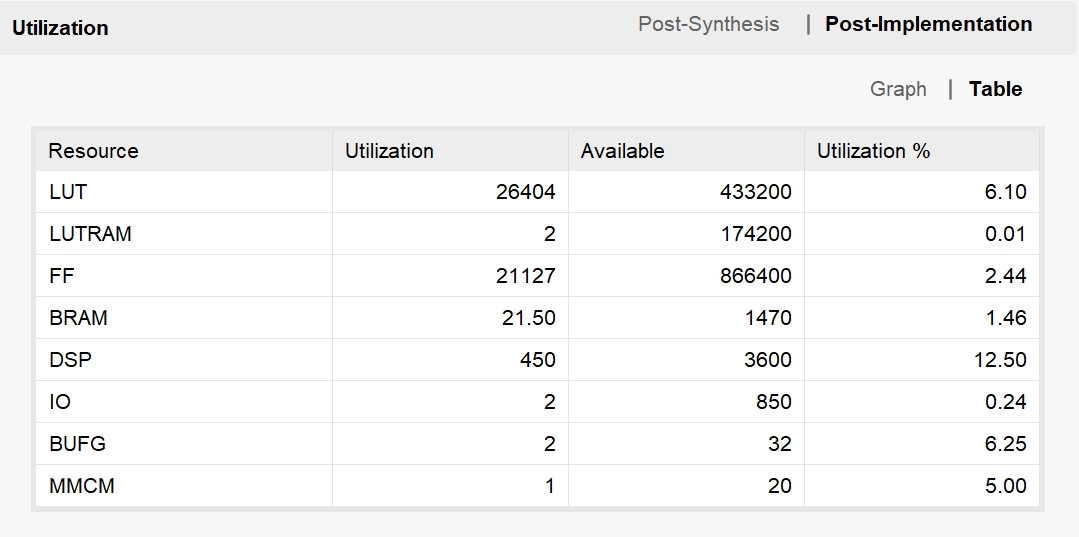 Utilization Post-Synthesis | Post-Implementation
Graph | Table
Resource Utilization Available Utilization %
LUT 26404 433200 6.10
LUTRAM 2 174200 0.01
FF 21127 866400 2.44
BRAM 21.50 1470 1.46
DSP 450 3600 12.50
IO 2 850 0.24
BUFG 2 32 6.25
MMCM 1 20 5.00